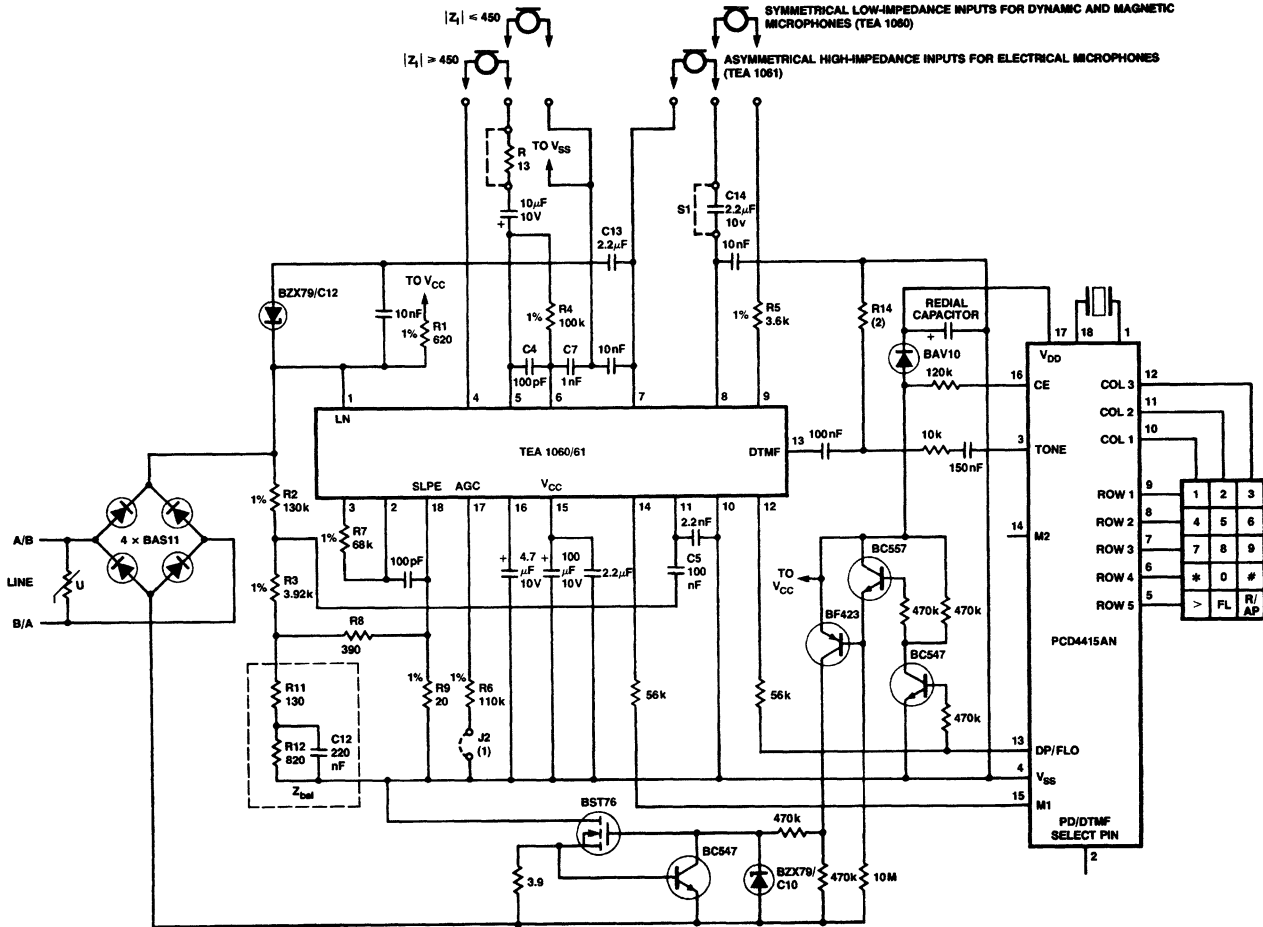 |Z1| ≤ 450
SYMMETRICAL LOW-IMPEDANCE INPUTS FOR DYNAMIC AND MAGNETIC
MICROPHONES (TEA 1060)
|Z1| > 450
ASYMMETRICAL HIGH-IMPEDANCE INPUTS FOR ELECTRICAL MICROPHONES
(TEA 1061)
R
13
TO VSS
10μF
10V
+
S1
C14
2.2μF
10v
C13
2.2μF
10nF
BZX79/C12
TO VCC
10nF
1% R1
620
1% R4
100k
1% R5
3.6k
R14
(2)
REDIAL
CAPACITOR
+
BAV10
120k
C4
100pF
C7
1nF
10nF
17
18
1
VDD
16
CE
COL 3
12
COL 2
11
COL 1
10
1
4
5
6
7
8
9
LN
TEA 1060/61
DTMF
13
100nF
10k
150nF
3
TONE
SLPE
AGC
VCC
3
2
18
17
16
15
14
11
10
12
1% R2
130k
A/B
4 × BAS11
LINE
U
B/A
1% R3
3.92k
1% R7
68k
100pF
R8
390
+ 4.7
μF
10V
+ 100
μF
10V
2.2μF
2.2nF
C5
100
nF
TO
VCC
BC557
BF423
470k
470k
BC547
470k
14
M2
ROW 1
9
ROW 2
8
ROW 3
7
ROW 4
6
ROW 5
5
1 2 3
4 5 6
7 8 9
* 0 #
> FL R/AP
PCD4415AN
R11
130
R12
820
C12
220
nF
Zbal
1% R9
20
1% R6
110k
J2
(1)
56k
56k
13
DP/FLO
4
VSS
15
M1
PD/DTMF
SELECT PIN
2
BST76
3.9
BC547
470k
BZX79/
C10
470k
10M